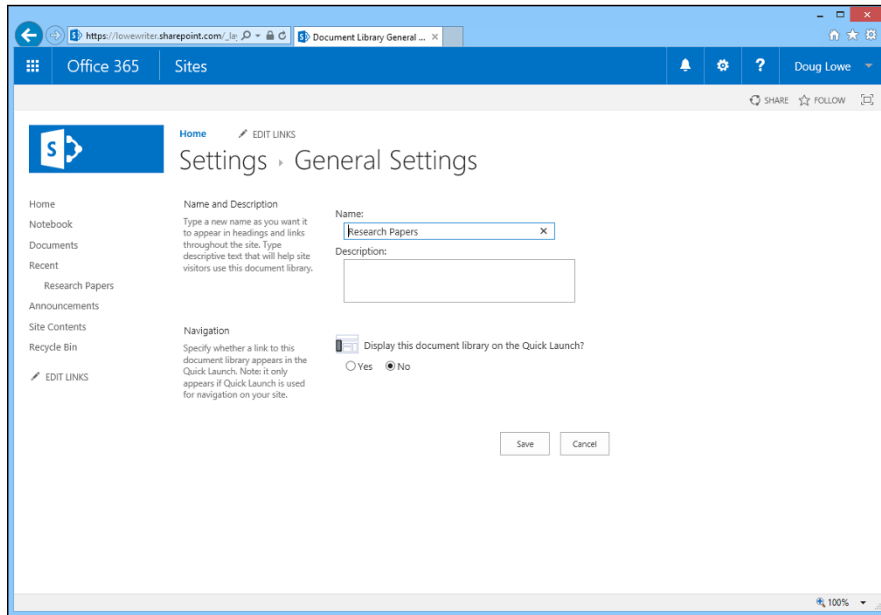 https://lowewriter.sharepoint.com/_la
Document Library General ...
Office 365
Sites
?
Doug Lowe
SHARE
FOLLOW
S
Home
EDIT LINKS
Settings › General Settings
Home
Notebook
Documents
Recent
Research Papers
Announcements
Site Contents
Recycle Bin
EDIT LINKS
Name and Description
Type a new name as you want it
to appear in headings and links
throughout the site. Type
descriptive text that will help site
visitors use this document library.
Name:
Research Papers
Description:
Navigation
Specify whether a link to this
document library appears in the
Quick Launch. Note: it only
appears if Quick Launch is used
for navigation on your site.
Display this document library on the Quick Launch?
Yes No
Save
Cancel
100%